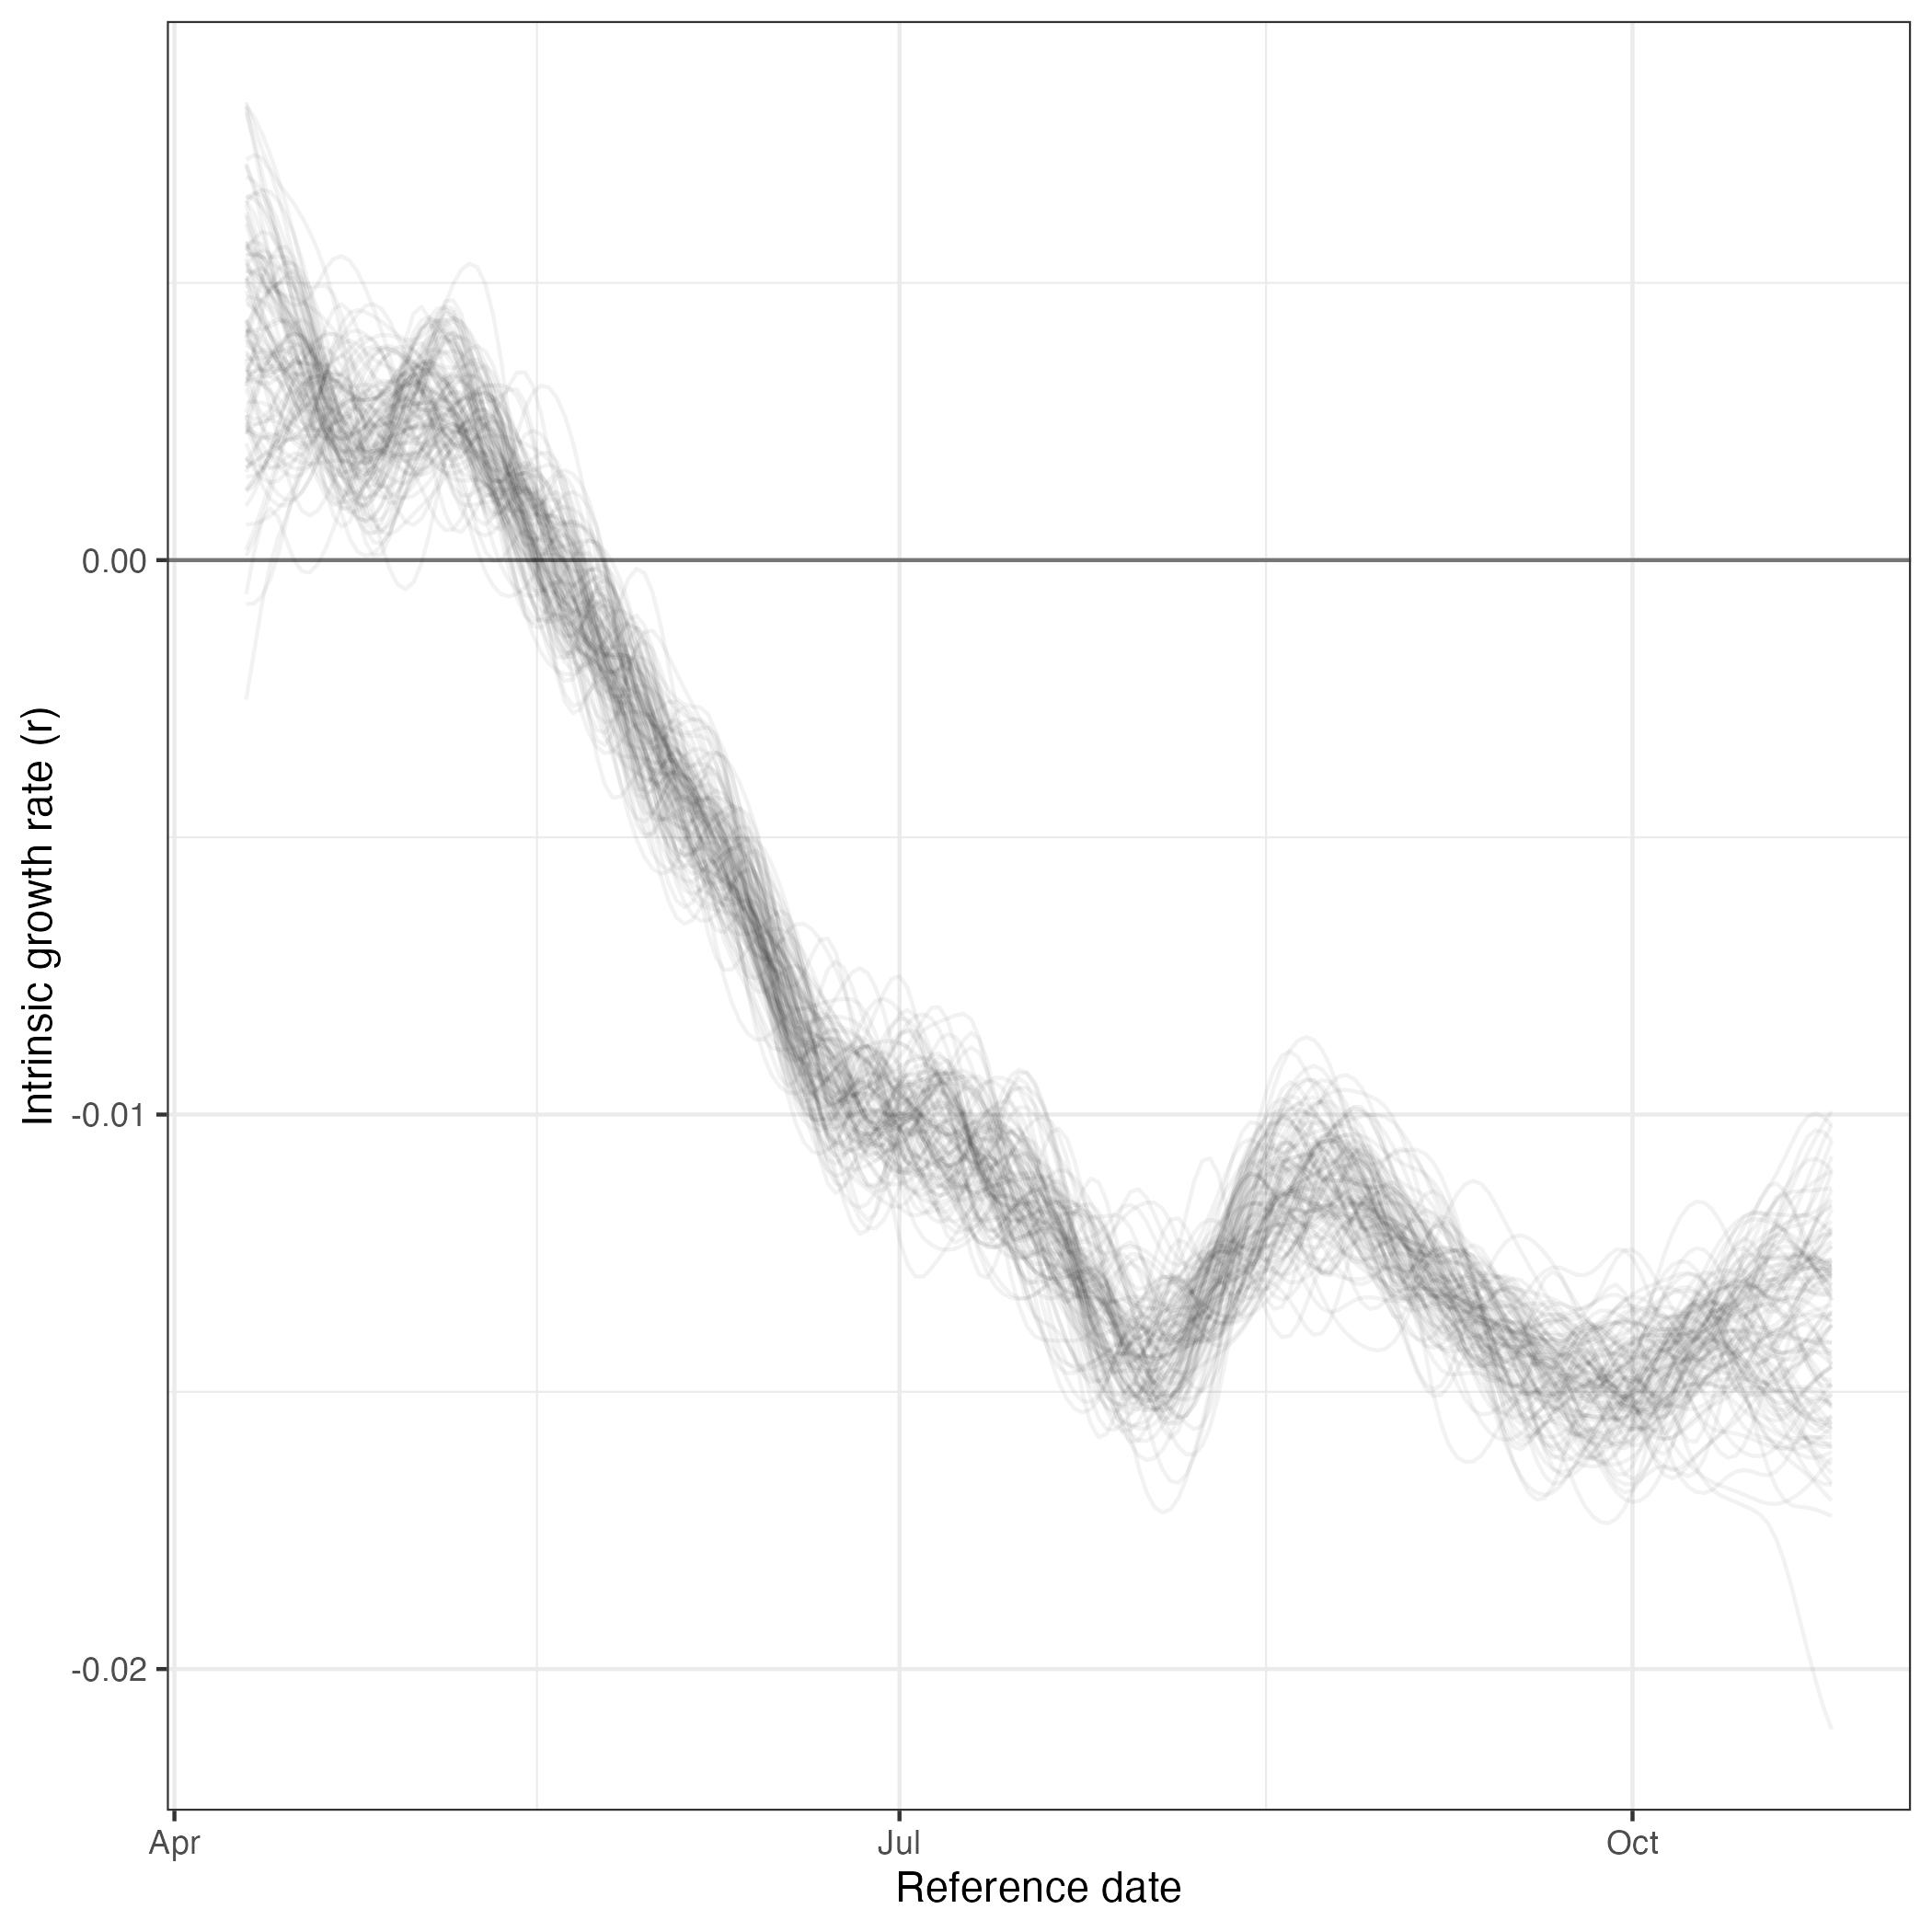 Intrinsic growth rate (r)
0.00
-0.01
-0.02
Apr
Jul
Oct
Reference date